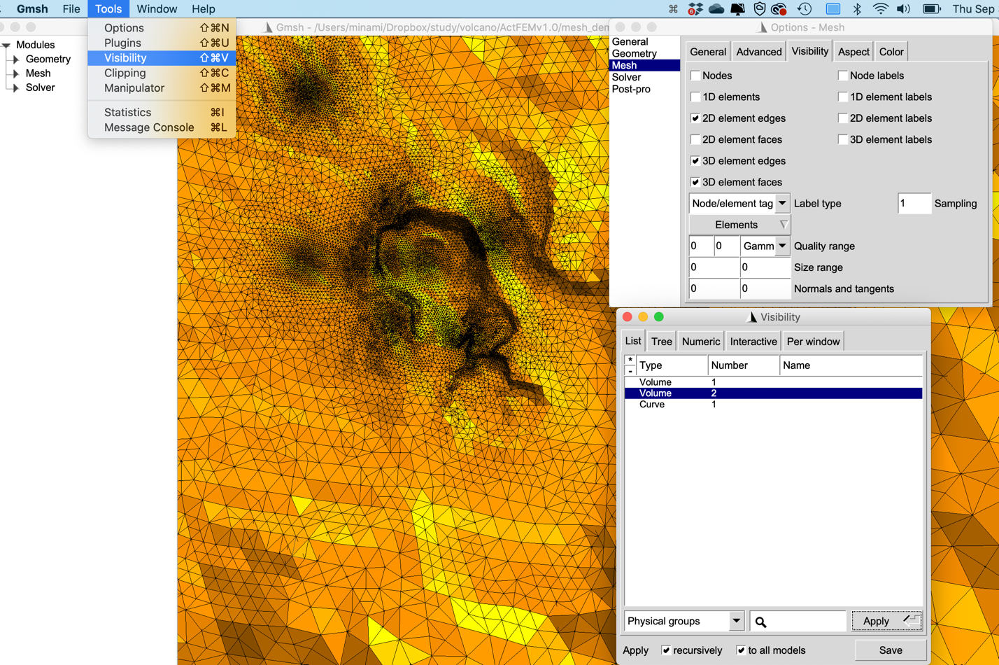 Gmsh File Tools Window Help 6 Thu Sep
Gmsh - /Users/minami/Dropbox/study/volcano/ActFEMv1.0/mesh_dem
Modules
Geometry
Mesh
Solver
Options ⇧⌘N
Plugins ⇧⌘U
Visibility ⇧⌘V
Clipping ⇧⌘C
Manipulator ⇧⌘M
Statistics ⌘I
Message Console ⌘L
Options - Mesh
General
Geometry
Mesh
Solver
Post-pro
General Advanced Visibility Aspect Color
Nodes Node labels
1D elements 1D element labels
2D element edges 2D element labels
2D element faces 3D element labels
3D element edges
3D element faces
Node/element tag Label type 1 Sampling
Elements
0 0 Gamm Quality range
0 0 Size range
0 0 Normals and tangents
Visibility
List Tree Numeric Interactive Per window
* - Type Number Name
Volume 1
Volume 2
Curve 1
Physical groups Apply
Apply recursively to all models Save